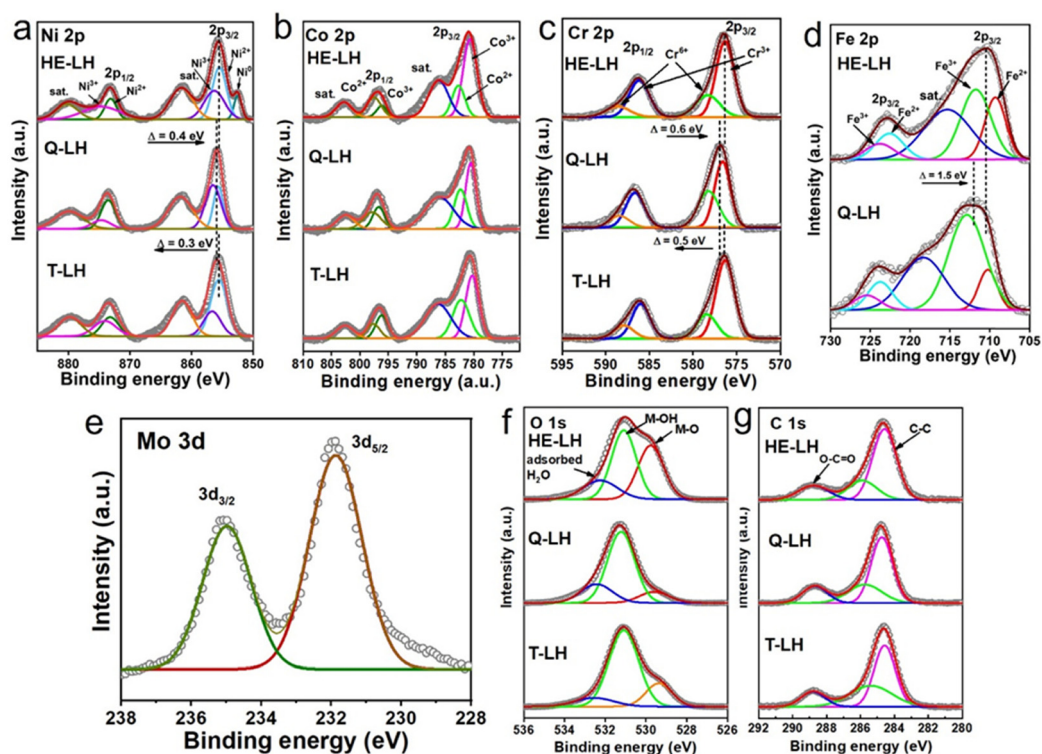 a
Ni 2p
HE-LH
2p3/2
Ni3+
Ni2+
Ni0
sat.
2p1/2
Ni3+
Ni2+
sat.
Δ = 0.4 eV
Q-LH
Δ = 0.3 eV
T-LH
Intensity (a.u.)
880 870 860 850
Binding energy (eV)
b
Co 2p
HE-LH
2p3/2
Co3+
Co2+
sat.
2p1/2
Co2+
Co3+
sat.
Q-LH
T-LH
Intensity (a.u.)
810 800 790 780
Binding energy (a.u.)
c
Cr 2p
HE-LH
2p3/2
2p1/2
Cr6+
Cr3+
Δ = 0.6 eV
Q-LH
Δ = 0.5 eV
T-LH
Intensity (a.u.)
595 590 585 580 575 570
Binding energy (eV)
d
Fe 2p
HE-LH
2p3/2
Fe3+
Fe2+
sat.
2p3/2
Fe3+
Fe2+
Δ = 1.5 eV
Q-LH
Intensity (a.u.)
730 725 720 715 710 705
Binding energy (eV)
e
Mo 3d
3d5/2
3d3/2
Intensity (a.u.)
238 236 234 232 230 228
Binding energy (eV)
f
O 1s
HE-LH
M-OH
M-O
adsorbed
H2O
Q-LH
T-LH
Intensity (a.u.)
536 534 532 530 528 526
Binding energy (eV)
g
C 1s
HE-LH
C-C
O-C=O
Q-LH
T-LH
Intensity (a.u.)
292 290 288 286 284 282 280
Binding energy (eV)